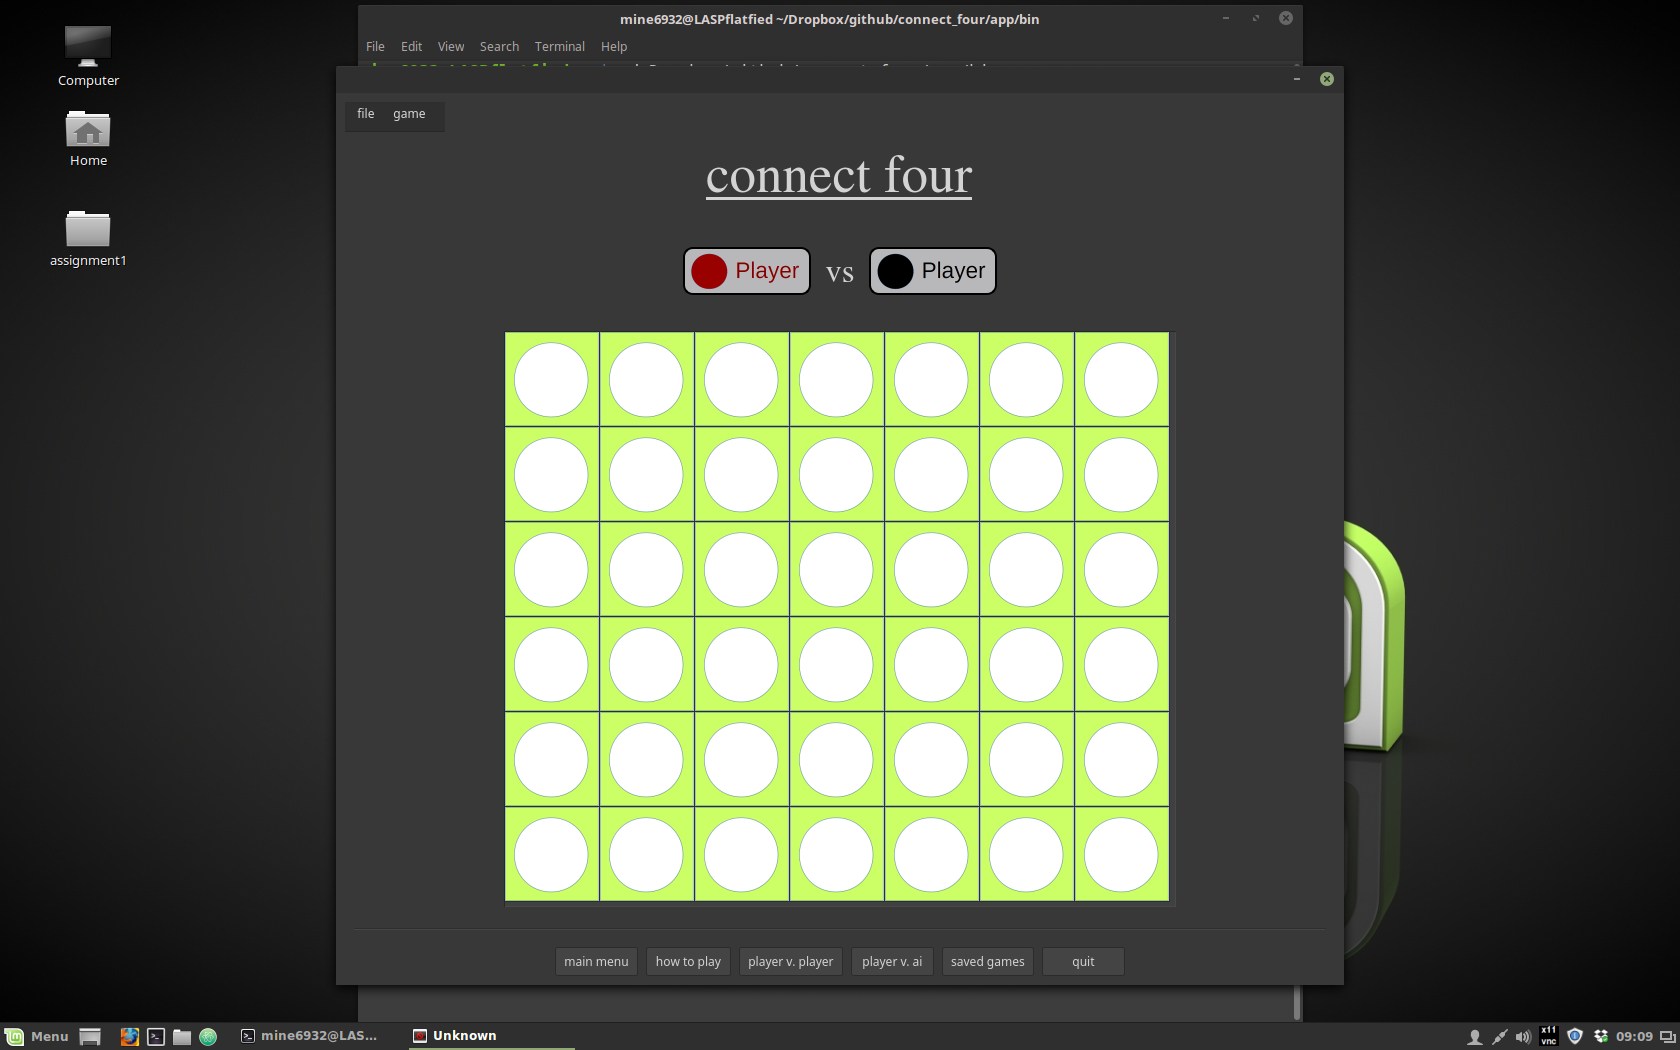 mine6932@LASPflatfied ~/Dropbox/github/connect_four/app/bin
File Edit View Search Terminal Help
Computer
Home
assignment1
file game
connect four
Player vs Player
main menu how to play player v. player player v. ai saved games quit
Menu mine6932@LAS... Unknown x11 vnc 09:09